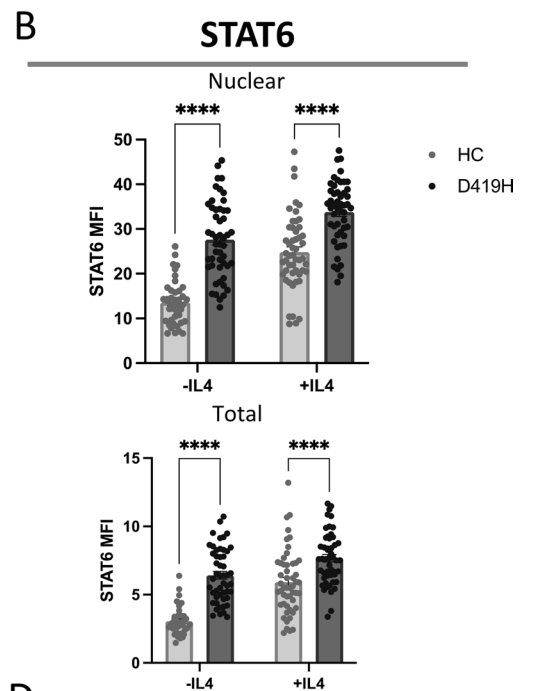 B
STAT6
Nuclear
**** ****
50
40
30
20
10
0
STAT6 MFI
-IL4 +IL4
HC
D419H
Total
**** ****
15
10
5
0
STAT6 MFI
-IL4 +IL4